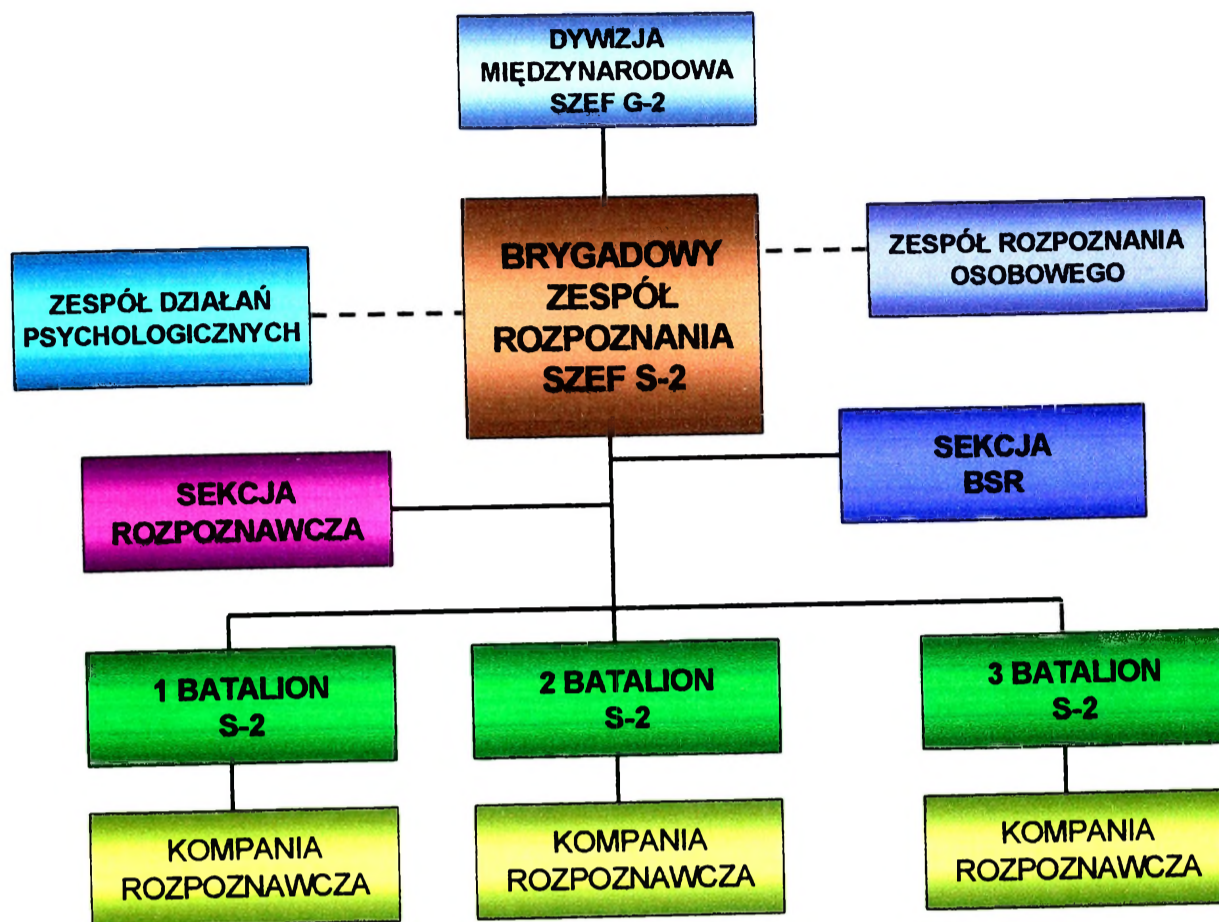 DYWIZJA
MIĘDZYNARODOWA
SZEF G-2
BRYGADOWY
ZESPÓŁ
ROZPOZNANIA
SZEF S-2
ZESPÓŁ ROZPOZNANIA
OSOBOWEGO
ZESPÓŁ DZIAŁAŃ
PSYCHOLOGICZNYCH
SEKCJA
BSR
SEKCJA
ROZPOZNAWCZA
1 BATALION
S-2
2 BATALION
S-2
3 BATALION
S-2
KOMPANIA
ROZPOZNAWCZA
KOMPANIA
ROZPOZNAWCZA
KOMPANIA
ROZPOZNAWCZA